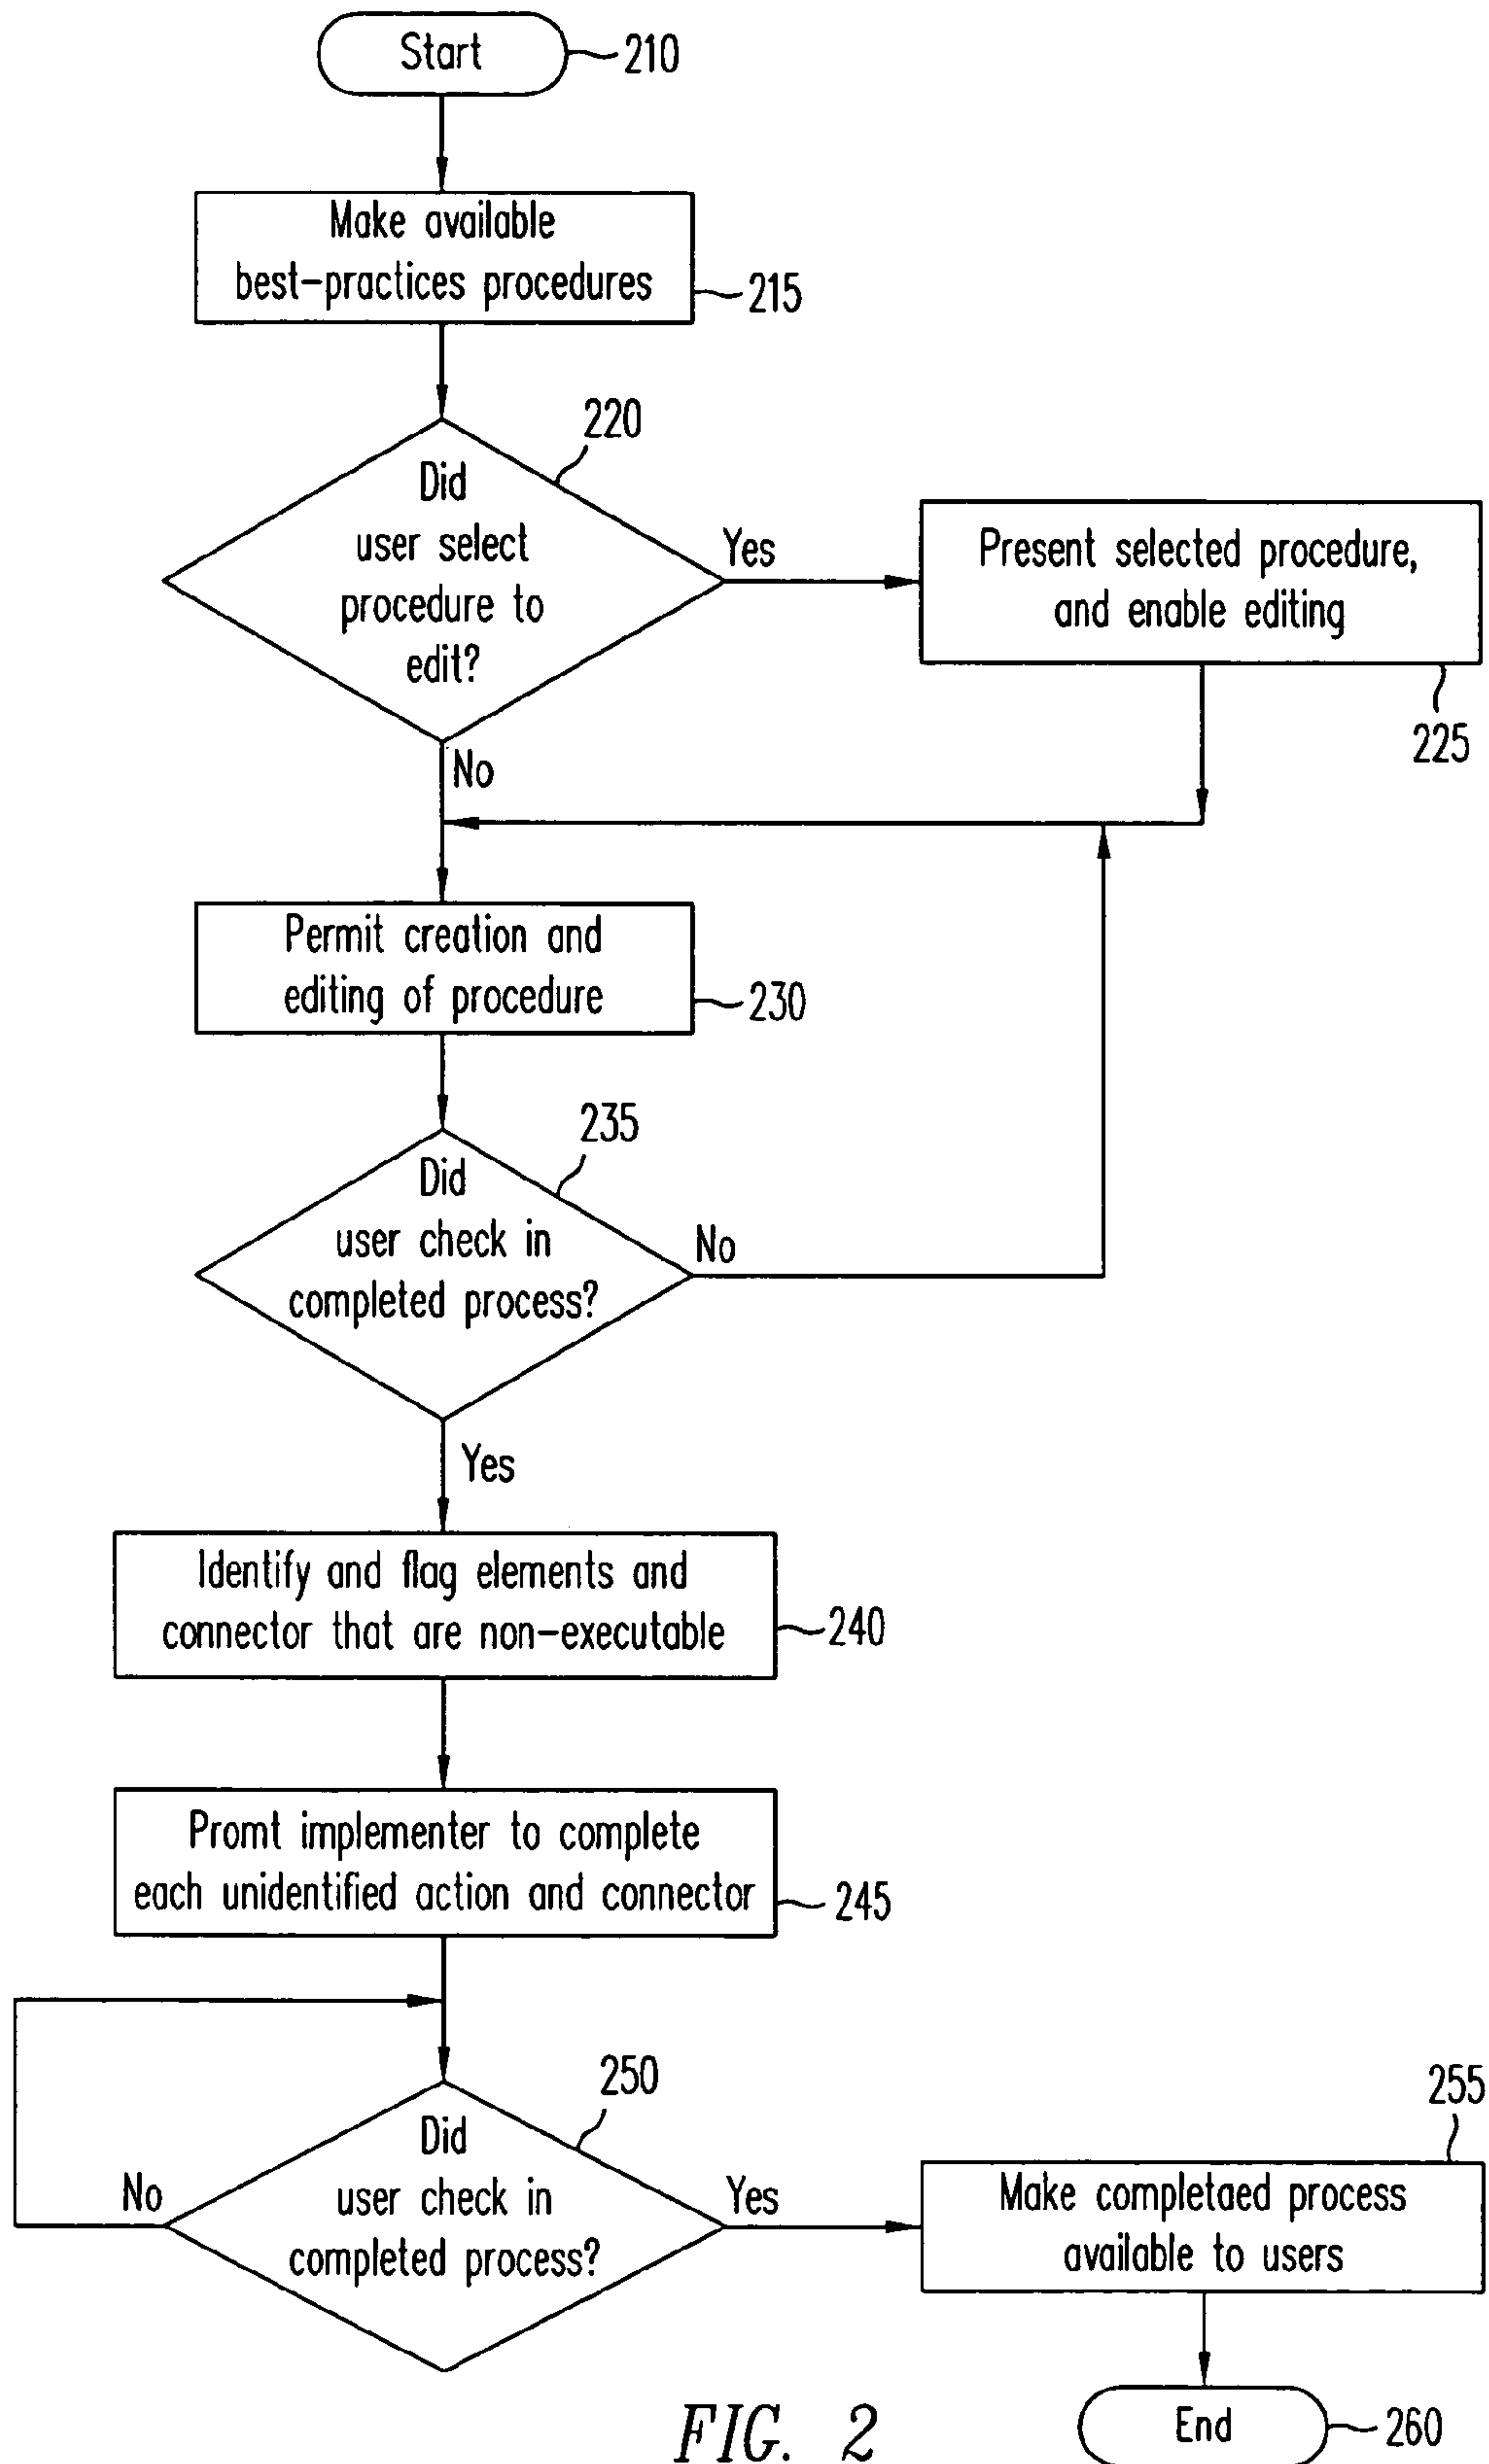 Start
210
Make available
best-practices procedures
215
220
Did
user select
procedure to
edit?
Yes
Present selected procedure,
and enable editing
225
No
Permit creation and
editing of procedure
230
235
Did
user check in
completed process?
No
Yes
Identify and flag elements and
connector that are non-executable
240
Promt implementer to complete
each unidentified action and connector
245
250
Did
user check in
completed process?
No
Yes
255
Make completaed process
available to users
End
260
FIG. 2